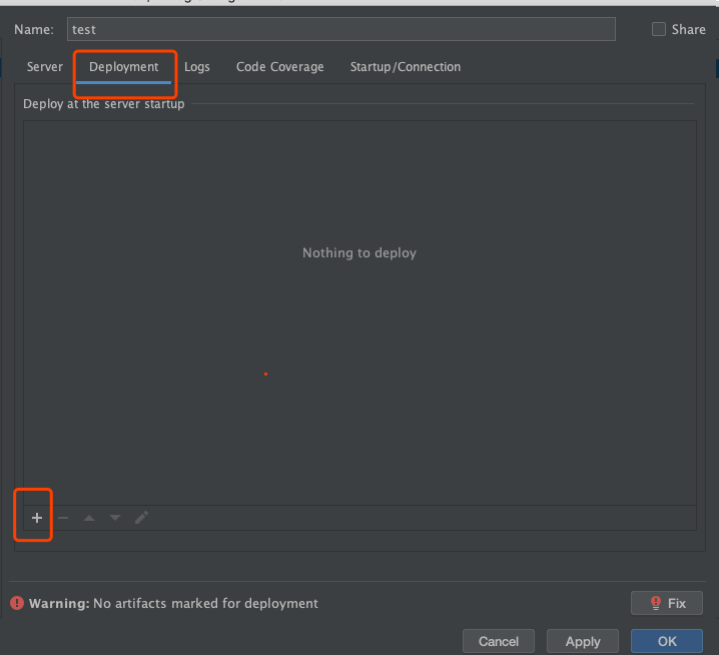 Name: test Share
Server Deployment Logs Code Coverage Startup/Connection
Deploy at the server startup
Nothing to deploy
Warning: No artifacts marked for deployment Fix
Cancel Apply OK